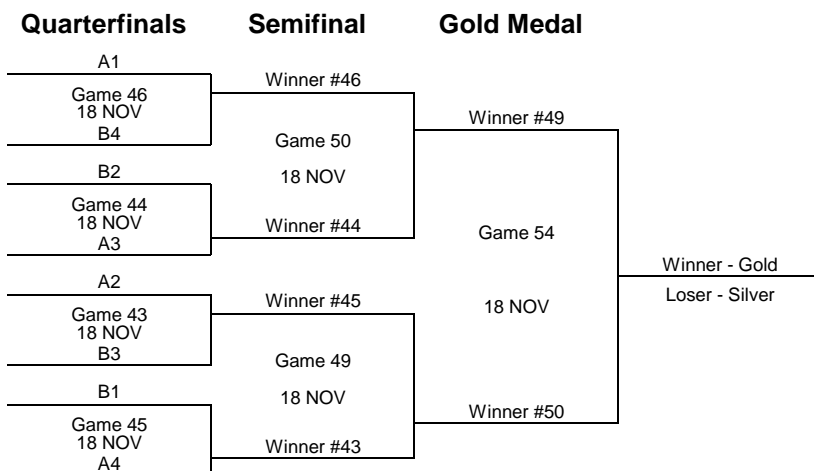 Quarterfinals Semifinal Gold Medal
A1
Game 46
18 NOV
B4
B2
Game 44
18 NOV
A3
A2
Game 43
18 NOV
B3
B1
Game 45
18 NOV
A4
Winner #46
Game 50
18 NOV
Winner #44
Winner #45
Game 49
18 NOV
Winner #43
Winner #49
Game 54
18 NOV
Winner #50
Winner - Gold
Loser - Silver